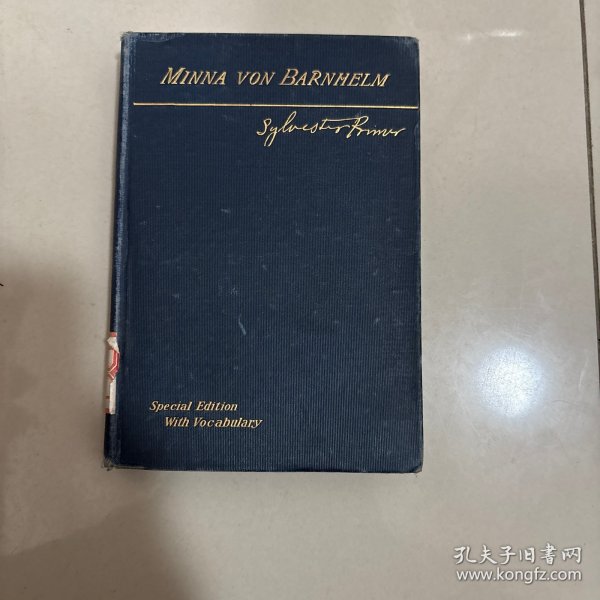 MINNA VON BARNHELM
Sylvester Primer
Special Edition
With Vocabulary
孔夫子旧书网
www.kongfz.com